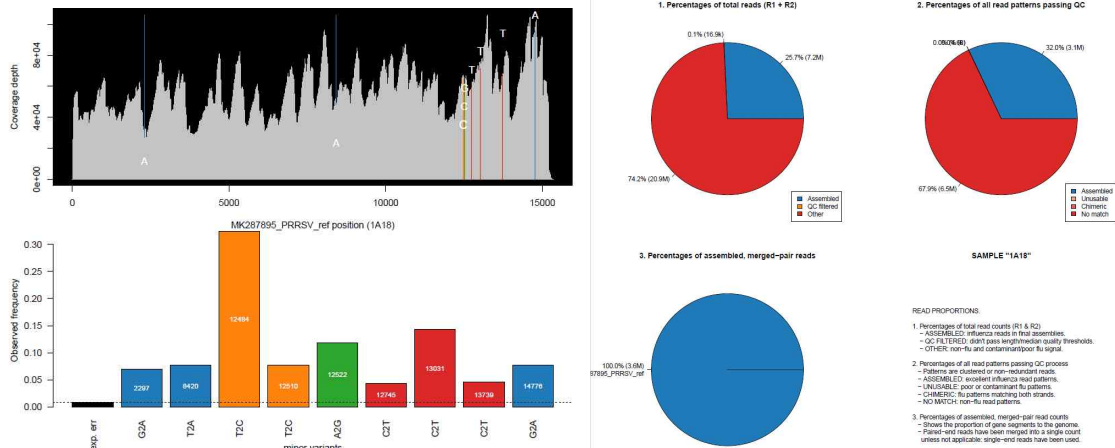 Coverage depth
8e+04
4e+04
0e+00
0
5000
10000
15000
A
A
G
C
C
T
T
T
A
MK287895_PRRSV_ref position (1A18)
Observed frequency
0.30
0.25
0.20
0.15
0.10
0.05
0.00
2297
8420
12494
12510
12522
12745
13031
13739
14776
exp. err
G2A
T2A
T2C
T2C
A2G
C2T
C2T
C2T
G2A
minor variants
1. Percentages of total reads (R1 + R2)
0.1% (16.9k)
25.7% (7.2M)
74.2% (20.9M)
Assembled
QC filtered
Other
2. Percentages of all read patterns passing QC
32.0% (3.1M)
67.9% (6.5M)
Assembled
Unusable
Chimeric
No match
3. Percentages of assembled, merged-pair reads
100.0% (3.6M)
87895_PRRSV_ref
SAMPLE "1A18"
READ PROPORTIONS:
1. Percentages of total read counts (R1 & R2)
- ASSEMBLED: influenza reads in final assemblies.
- QC FILTERED: didn't pass length/median quality thresholds.
- OTHER: non-flu and contaminant/poor flu signal.
2. Percentages of all read patterns passing QC process
- Patterns are clustered or non-redundant reads.
- ASSEMBLED: excellent influenza read patterns.
- UNUSABLE: poor or contaminant flu patterns.
- CHIMERIC: flu patterns matching both strands.
- NO MATCH: non-flu read patterns.
3. Percentages of assembled, merged-pair read counts
- Shows the proportion of gene segments to the genome.
- Paired-end reads have been merged into a single count
unless not applicable: single-end reads have been used.